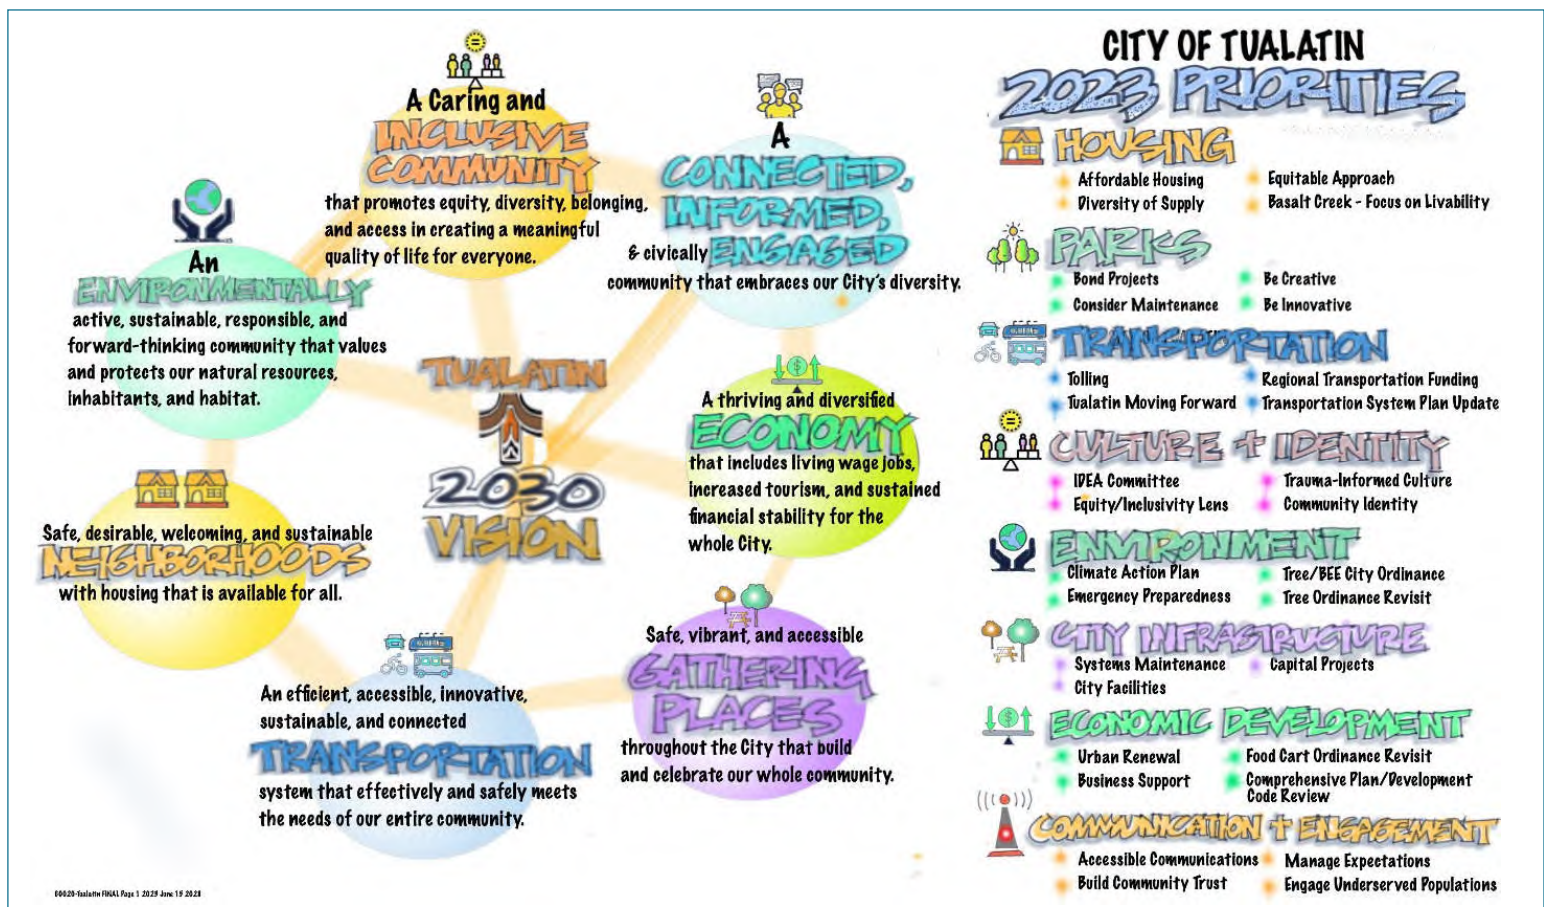 A Caring and
INCLUSIVE
COMMUNITY
that promotes equity, diversity, belonging,
and access in creating a meaningful
quality of life for everyone.
A
CONNECTED,
INFORMED,
& civically ENGAGED
community that embraces our City's diversity.
An
ENVIRONMENTALLY
active, sustainable, responsible, and
forward-thinking community that values
and protects our natural resources,
inhabitants, and habitat.
TUALATIN
2030
VISION
A thriving and diversified
ECONOMY
that includes living wage jobs,
increased tourism, and sustained
financial stability for the
whole City.
Safe, desirable, welcoming, and sustainable
NEIGHBORHOODS
with housing that is available for all.
Safe, vibrant, and accessible
GATHERING
PLACES
throughout the City that build
and celebrate our whole community.
An efficient, accessible, innovative,
sustainable, and connected
TRANSPORTATION
system that effectively and safely meets
the needs of our entire community.
CITY OF TUALATIN
2023 PRIORITIES
HOUSING
Affordable Housing
Diversity of Supply
Equitable Approach
Basalt Creek - Focus on Livability
PARKS
Bond Projects
Consider Maintenance
Be Creative
Be Innovative
TRANSPORTATION
Tolling
Tualatin Moving Forward
Regional Transportation Funding
Transportation System Plan Update
CULTURE + IDENTITY
IDEA Committee
Equity/Inclusivity Lens
Trauma-Informed Culture
Community Identity
ENVIRONMENT
Climate Action Plan
Emergency Preparedness
Tree/BEE City Ordinance
Tree Ordinance Revisit
CITY INFRASTRUCTURE
Systems Maintenance
City Facilities
Capital Projects
ECONOMIC DEVELOPMENT
Urban Renewal
Business Support
Food Cart Ordinance Revisit
Comprehensive Plan/Development
Code Review
COMMUNICATION + ENGAGEMENT
Accessible Communications
Build Community Trust
Manage Expectations
Engage Underserved Populations
FINAL Page 1